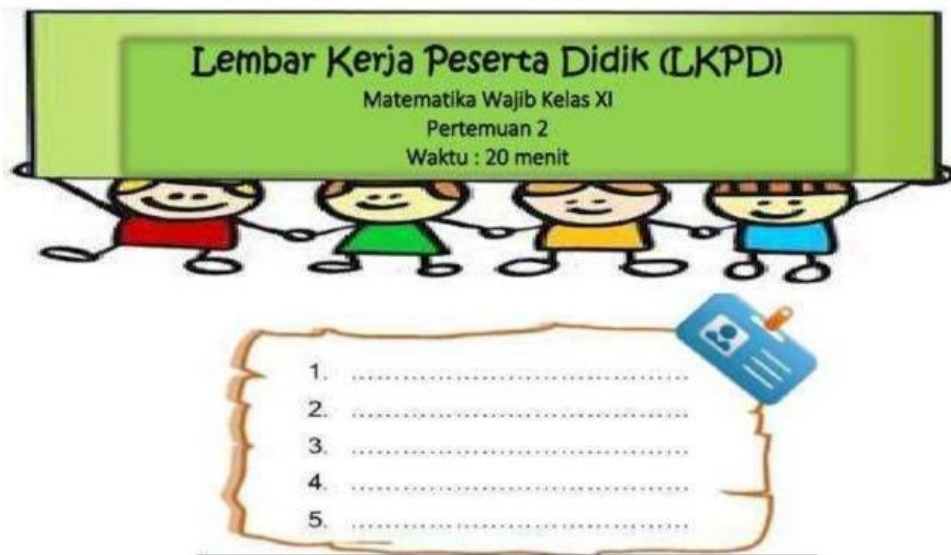 Lembar Kerja Peserta Didik (LKPD)
Matematika Wajib Kelas XI
Pertemuan 2
Waktu : 20 menit
1. ..........................................
2. ..........................................
3. ..........................................
4. ..........................................
5. ..........................................